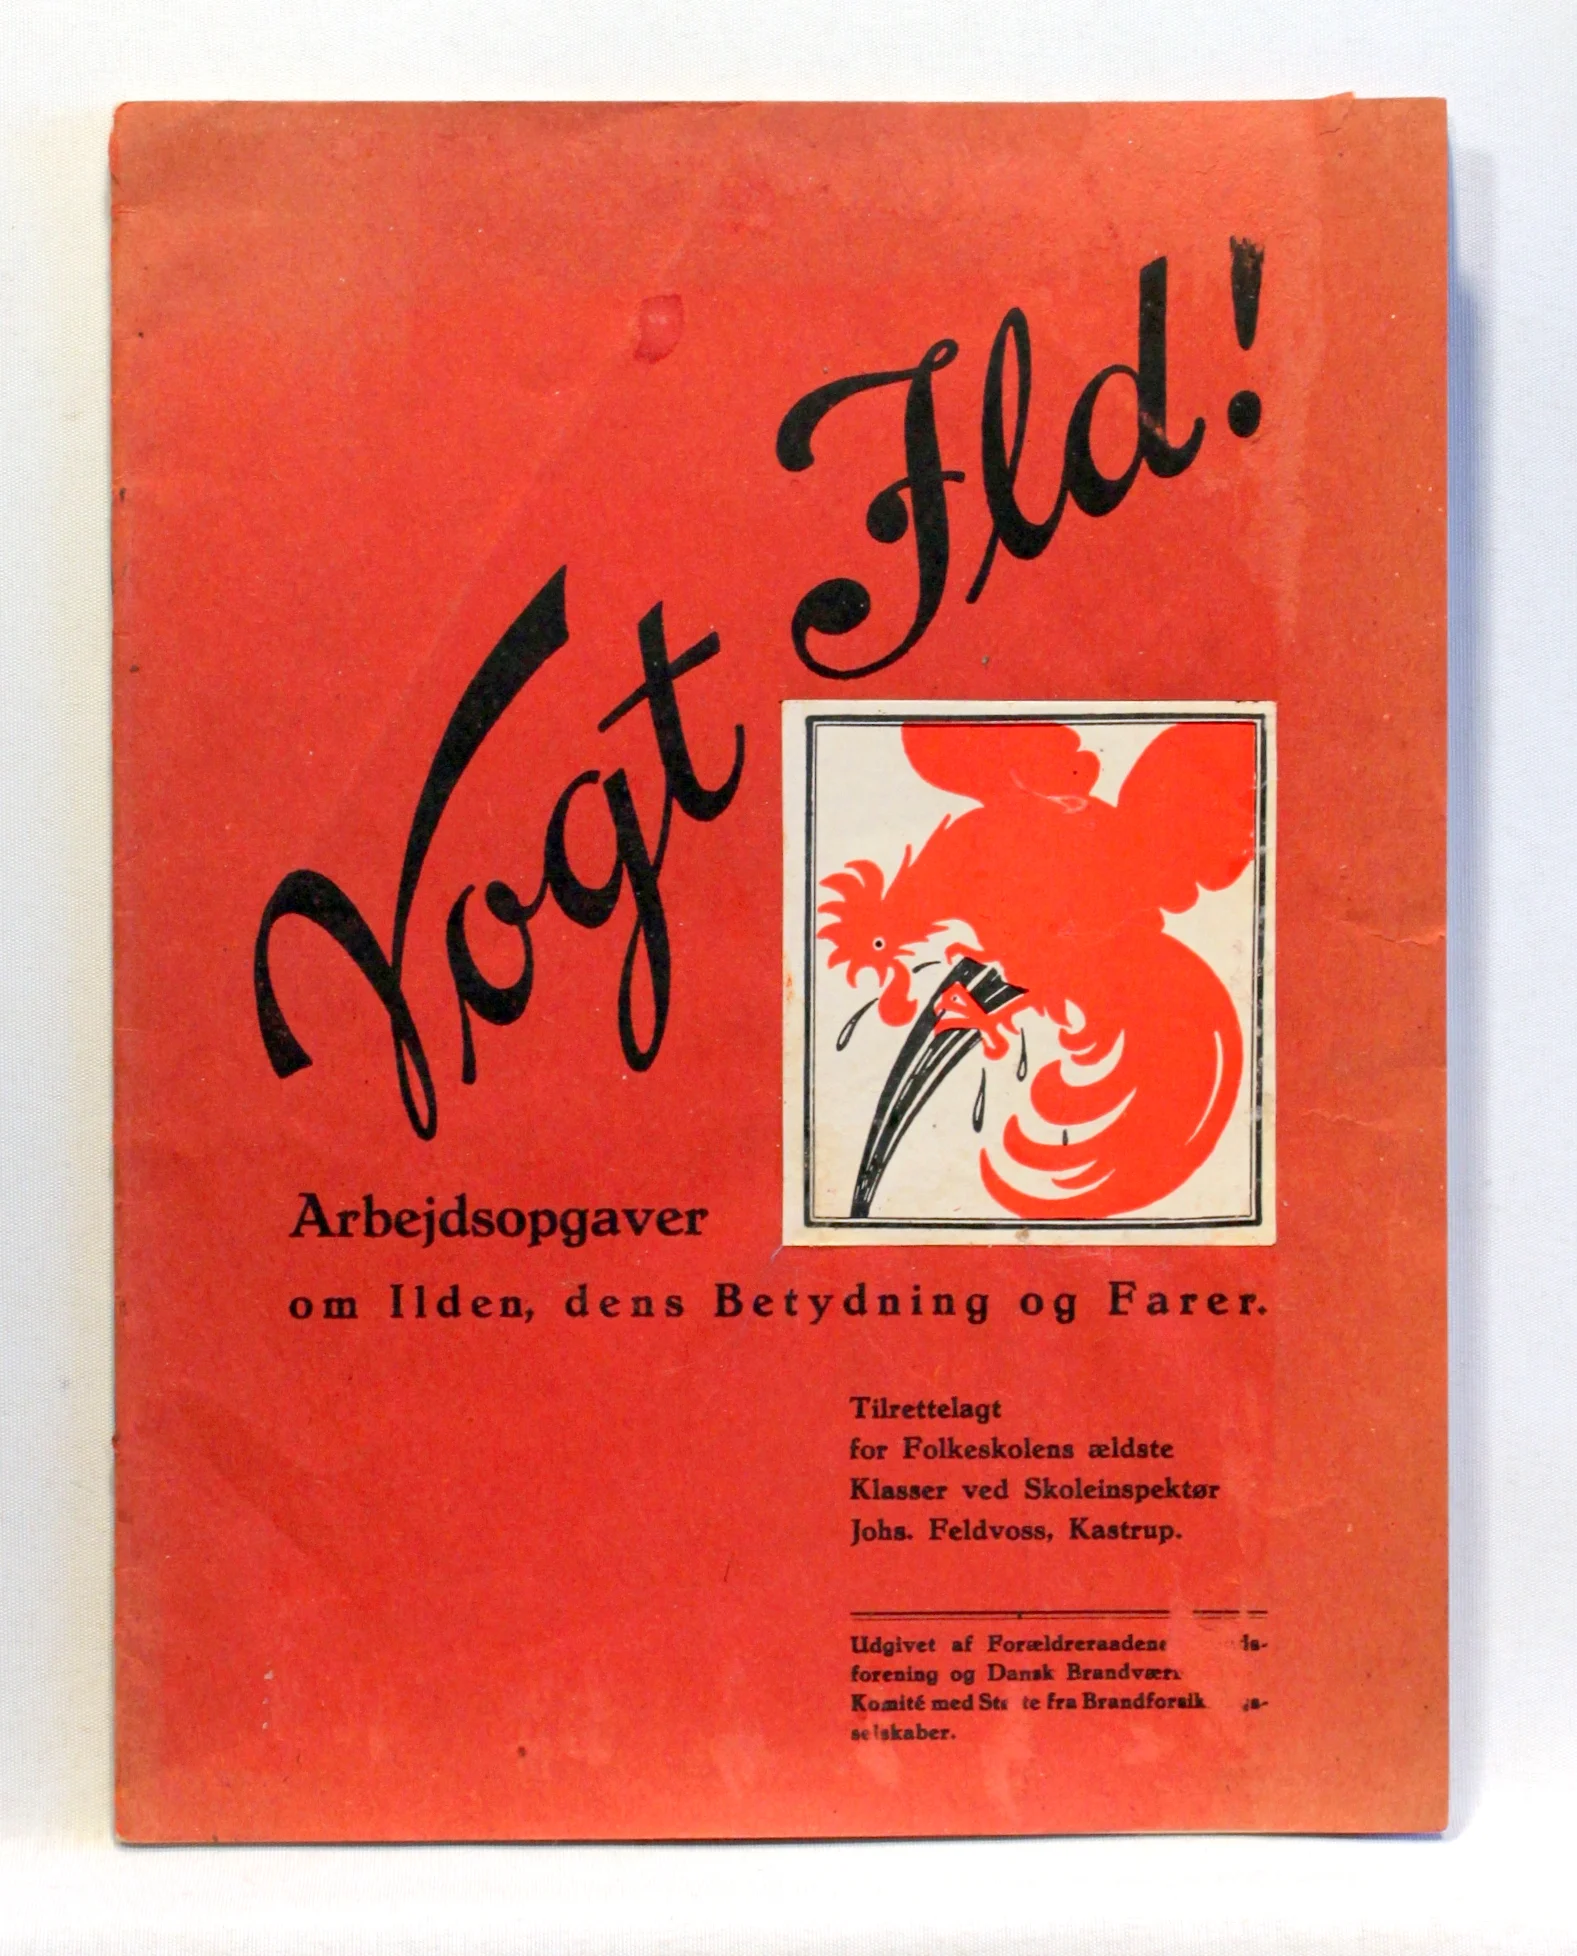 Vogt Ild!
Arbejdsopgaver
om Ilden, dens Betydning og Farer.
Tilrettelagt
for Folkeskolens ældste
Klasser ved Skoleinspektør
Johs. Feldvoss, Kastrup.
Udgivet af
forening og Dansk
Komité med fra
selskaber.